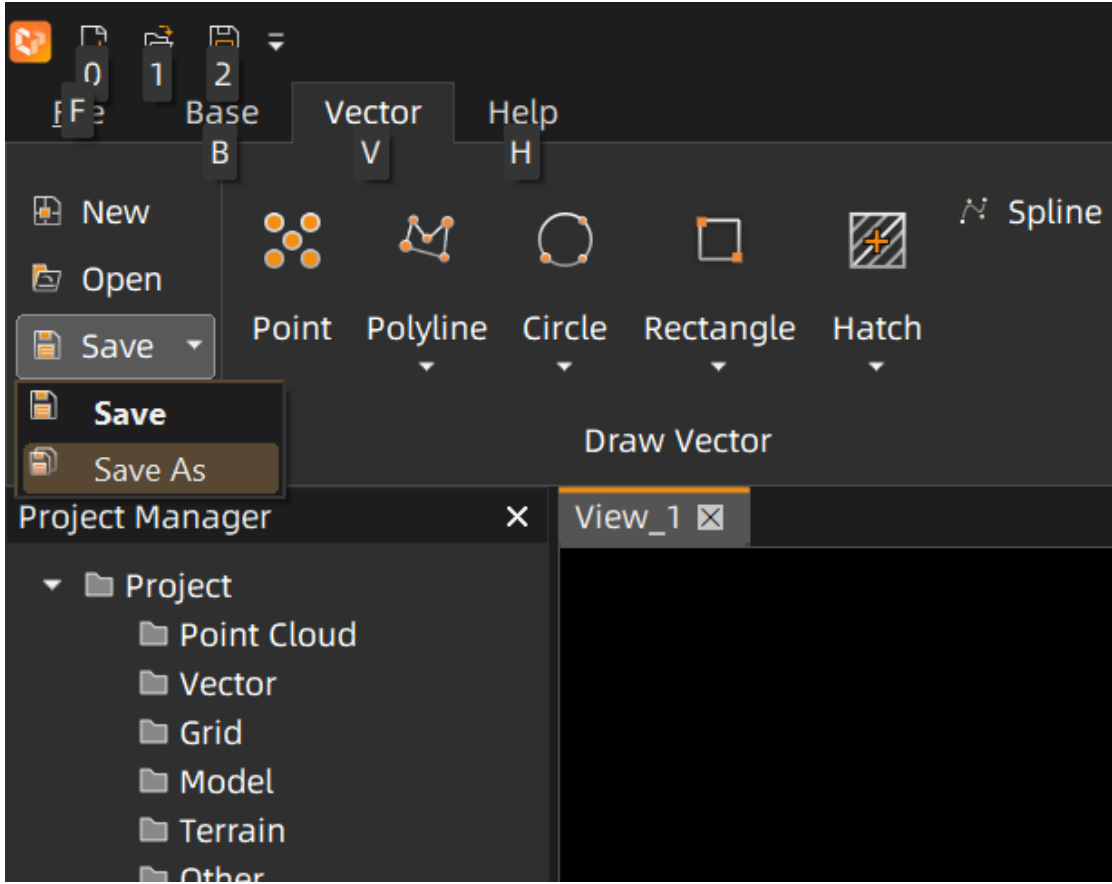 0 1 2
F Base Vector Help
B V H
New
Open
Save
Point Polyline Circle Rectangle Hatch
Spline
Draw Vector
Save
Save As
Project Manager
View_1
Project
Point Cloud
Vector
Grid
Model
Terrain
Other